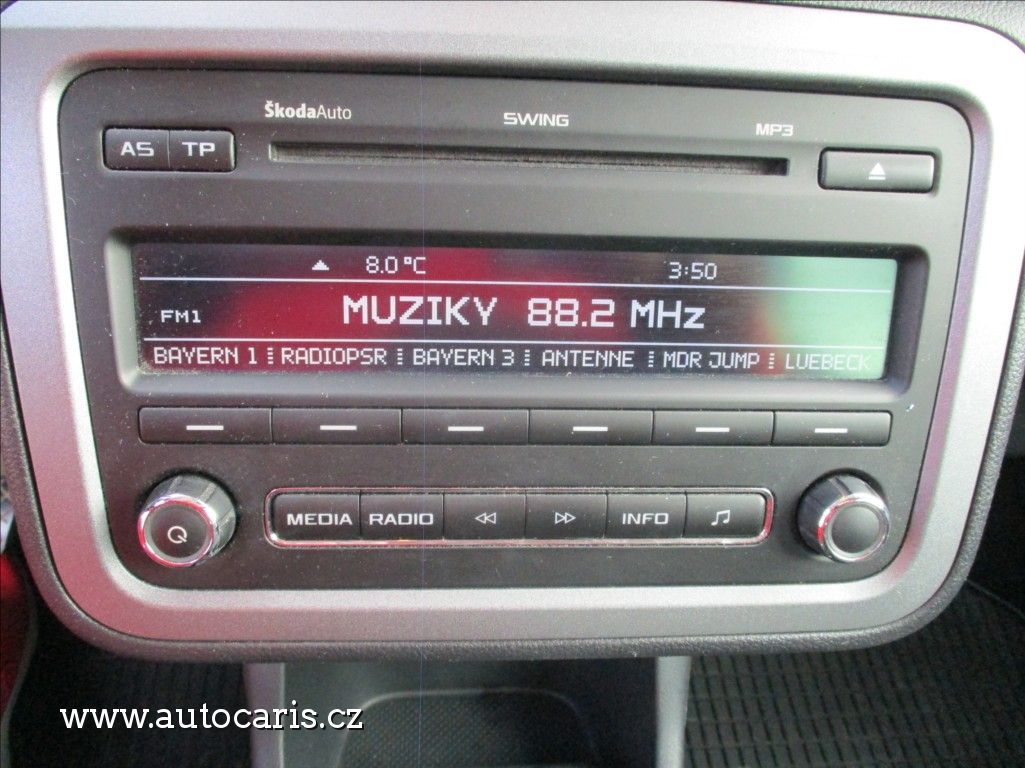 ŠkodaAuto SWING MP3
AS TP
8.0 °C 3:50
FM1 MUZIKY 88.2 MHz
BAYERN 1 RADIOPSR BAYERN 3 ANTENNE MDR JUMP LUEBECK
MEDIA RADIO INFO
www.autocaris.cz